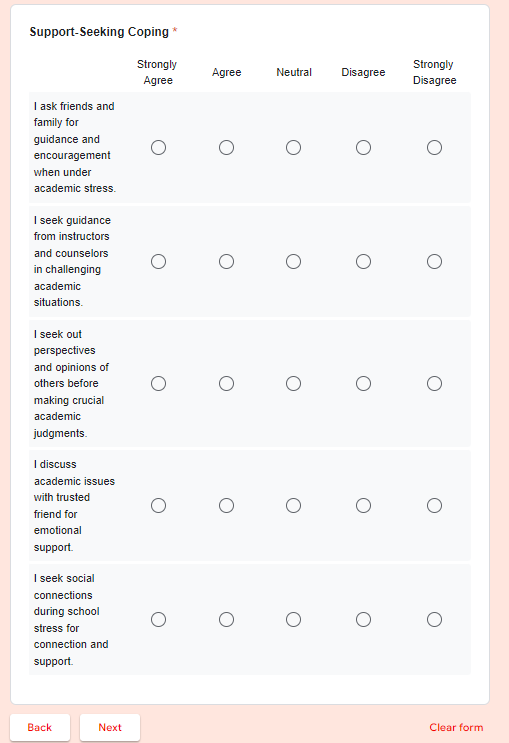 Support-Seeking Coping *
Strongly
Agree
Agree
Neutral
Disagree
Strongly
Disagree
I ask friends and
family for
guidance and
encouragement
when under
academic stress.
I seek guidance
from instructors
and counselors
in challenging
academic
situations.
I seek out
perspectives
and opinions of
others before
making crucial
academic
judgments.
I discuss
academic issues
with trusted
friend for
emotional
support.
I seek social
connections
during school
stress for
connection and
support.
Back
Next
Clear form